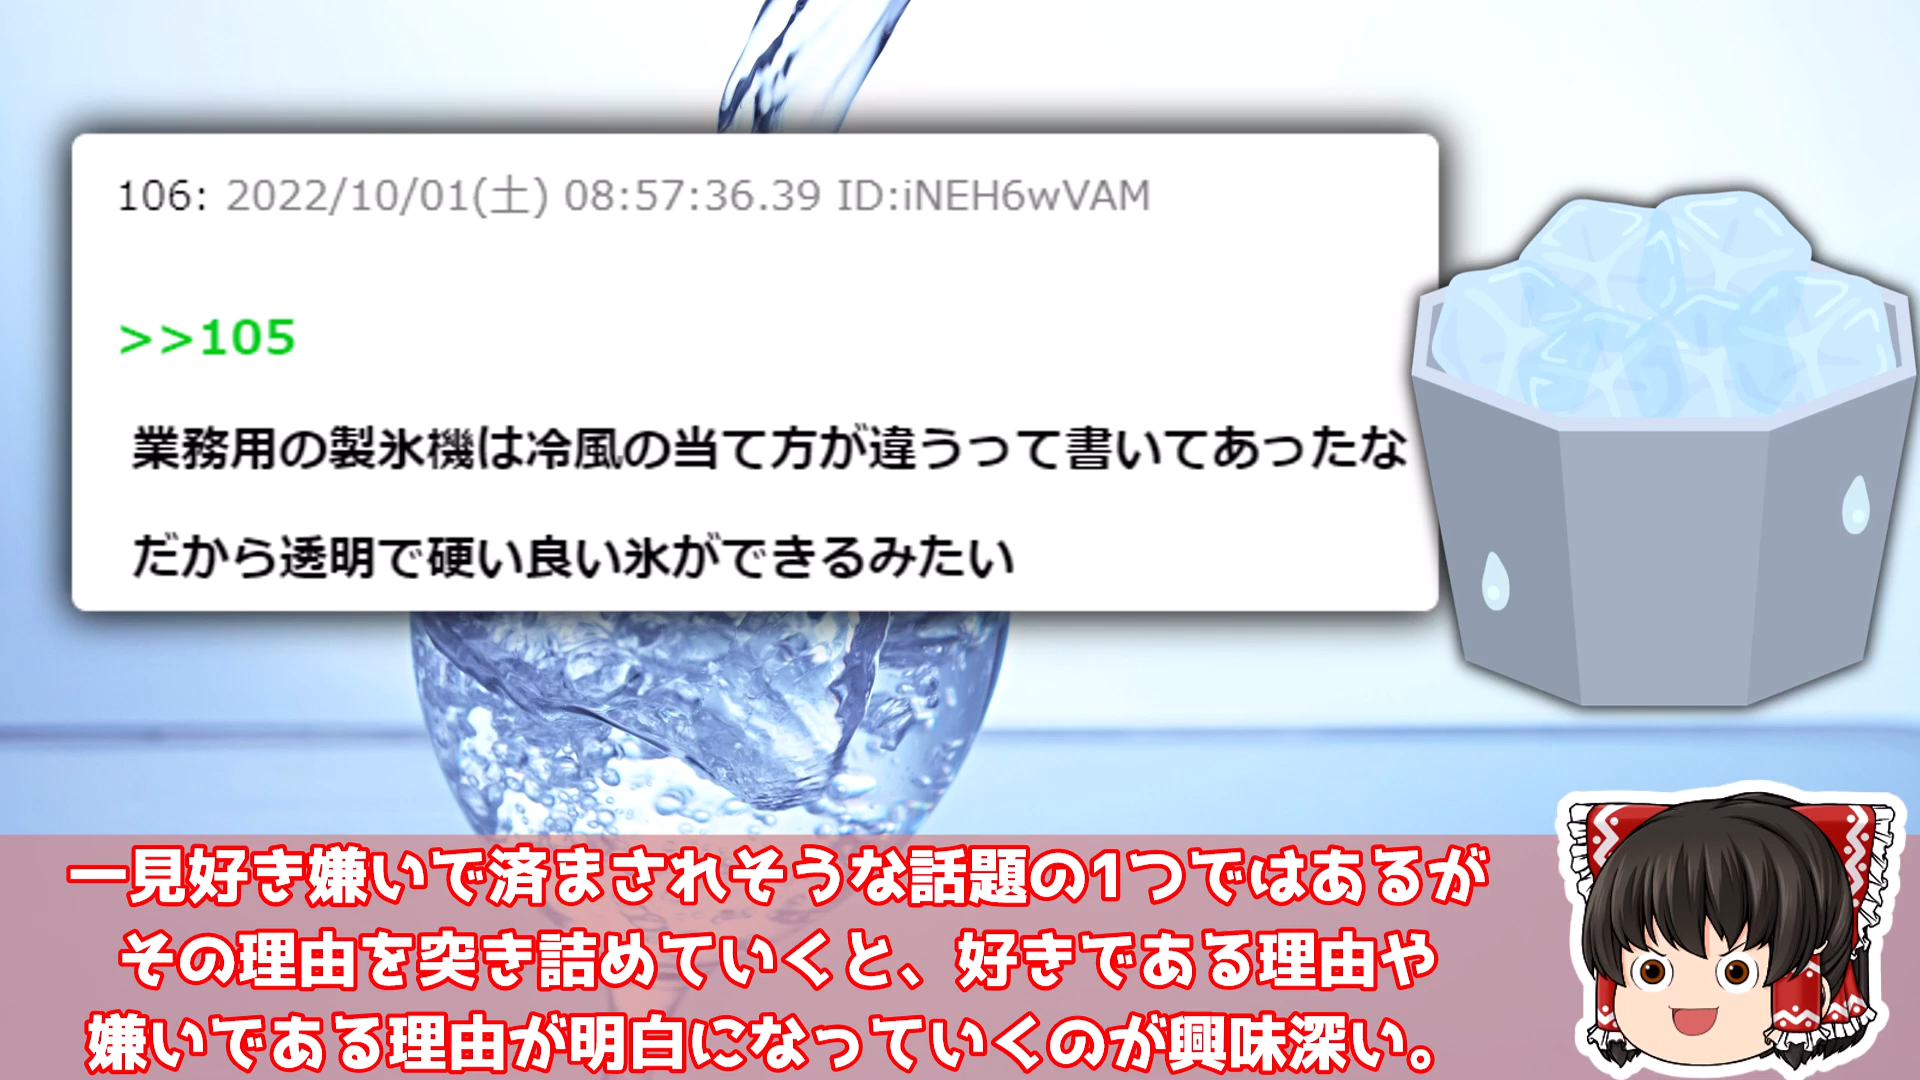 106: 2022/10/01(土) 08:57:36.39 ID:iNEH6wVAM
>>105
業務用の製氷機は冷風の当て方が違うって書いてあったな
だから透明で硬い良い氷ができるみたい
一見好き嫌いで済まされそうな話題の1つではあるが
その理由を突き詰めていくと、好きである理由や
嫌いである理由が明白になっていくのが興味深い。